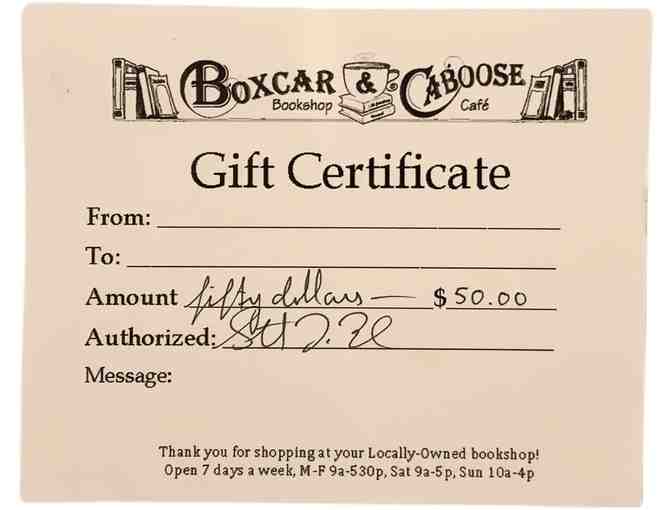 BOXCAR & CABOOSE
Bookshop Café
Gift Certificate
From:
To:
Amount fifty dollars — $ 50.00
Authorized:
Message:
Thank you for shopping at your Locally-Owned bookshop!
Open 7 days a week, M-F 9a-530p, Sat 9a-5p, Sun 10a-4p